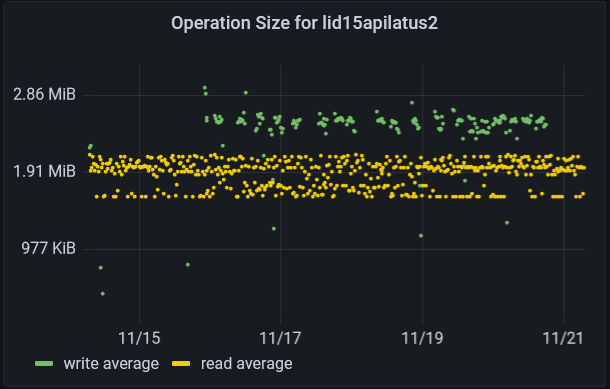 Operation Size for lid15apilatus2
2.86 MiB
1.91 MiB
977 KiB
11/15 11/17 11/19 11/21
write average read average